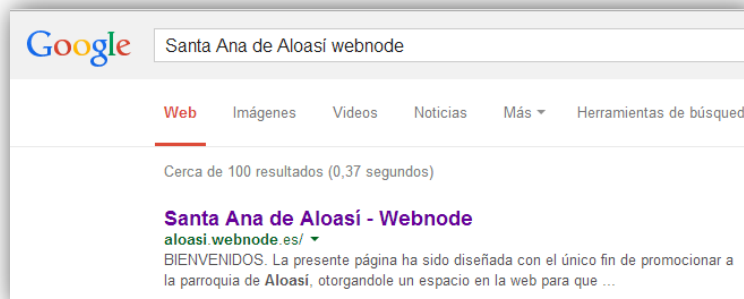 Google Santa Ana de Aloasí webnode
Web Imágenes Videos Noticias Más Herramientas de búsqued
Cerca de 100 resultados (0,37 segundos)
Santa Ana de Aloasí - Webnode
aloasi.webnode.es/
BIENVENIDOS. La presente página ha sido diseñada con el único fin de promocionar a
la parroquia de Aloasí, otorgandole un espacio en la web para que ...